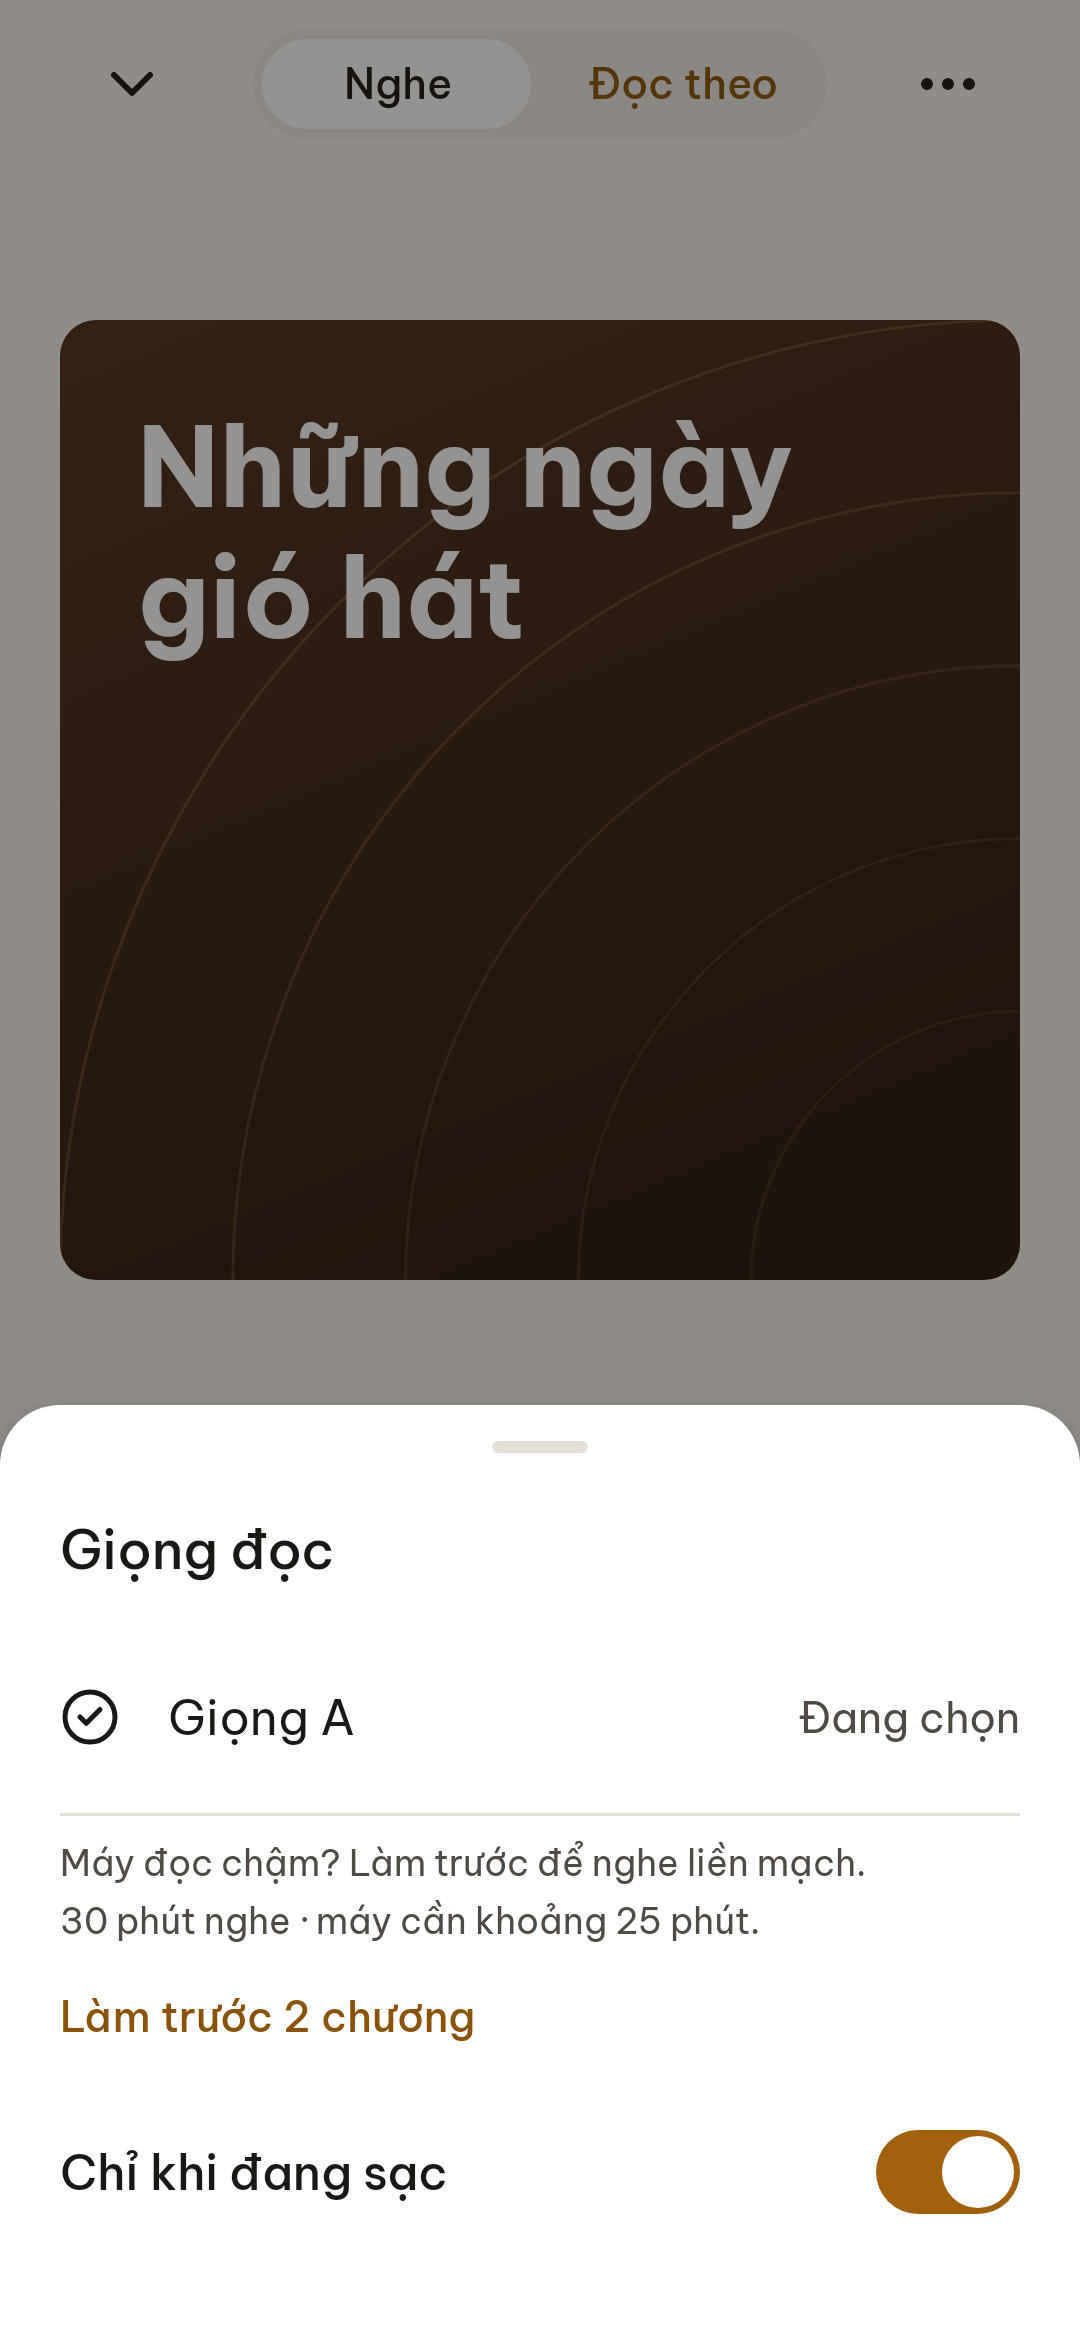 Nghe
Đọc theo
Những ngày
gió hát
Giọng đọc
Giọng A
Đang chọn
Máy đọc chậm? Làm trước để nghe liền mạch.
30 phút nghe · máy cần khoảng 25 phút.
Làm trước 2 chương
Chỉ khi đang sạc